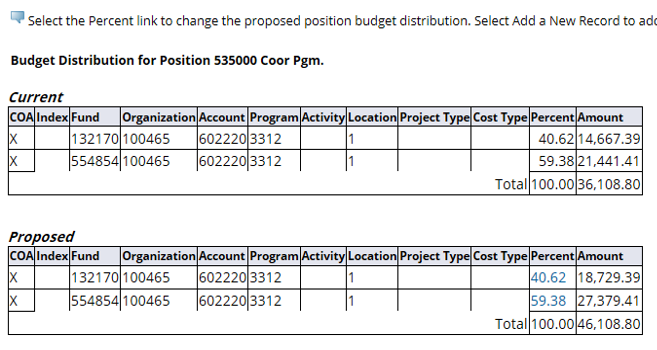 Select the Percent link to change the proposed position budget distribution. Select Add a New Record to add
Budget Distribution for Position 535000 Coor Pgm.
Current
COA Index Fund Organization Account Program Activity Location Project Type Cost Type Percent Amount
X 132170 100465 602220 3312 1 40.62 14,667.39
X 554854 100465 602220 3312 1 59.38 21,441.41
Total 100.00 36,108.80
Proposed
COA Index Fund Organization Account Program Activity Location Project Type Cost Type Percent Amount
X 132170 100465 602220 3312 1 40.62 18,729.39
X 554854 100465 602220 3312 1 59.38 27,379.41
Total 100.00 46,108.80